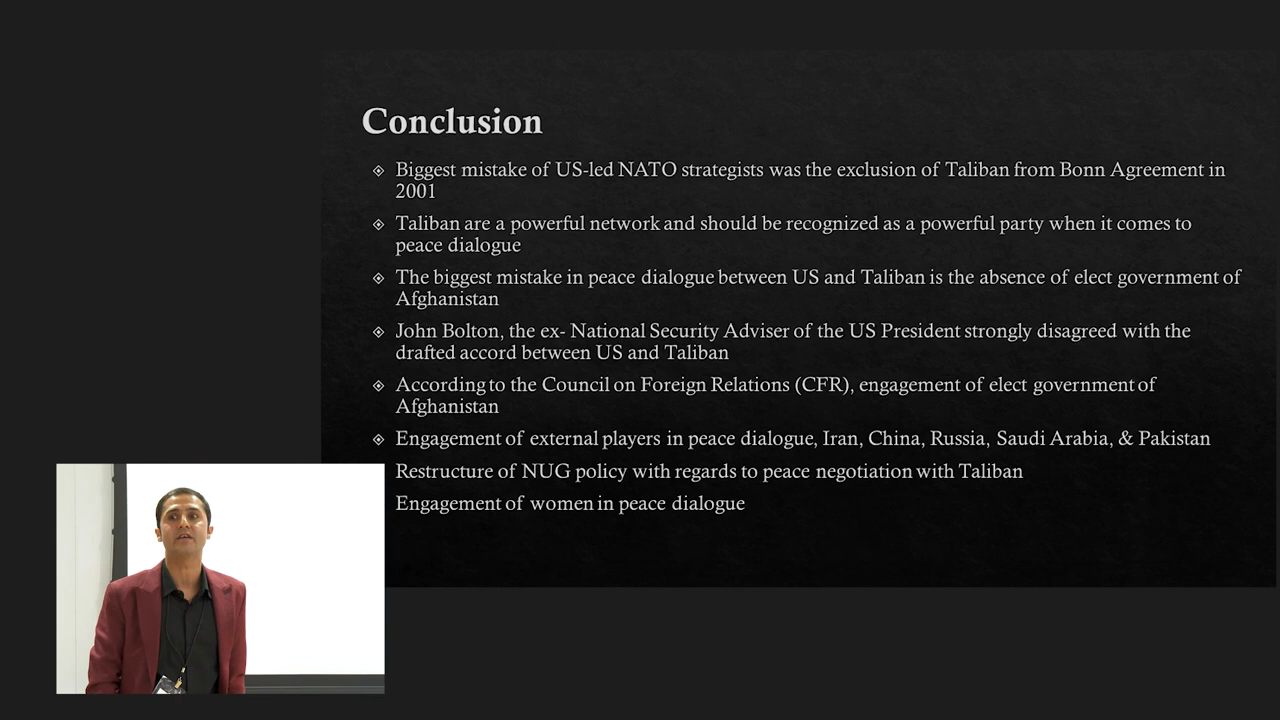 Conclusion
Biggest mistake of US-led NATO strategists was the exclusion of Taliban from Bonn Agreement in
2001
Taliban are a powerful network and should be recognized as a powerful party when it comes to
peace dialogue
The biggest mistake in peace dialogue between US and Taliban is the absence of elect government of
Afghanistan
John Bolton, the ex- National Security Adviser of the US President strongly disagreed with the
drafted accord between US and Taliban
According to the Council on Foreign Relations (CFR), engagement of elect government of
Afghanistan
Engagement of external players in peace dialogue, Iran, China, Russia, Saudi Arabia, & Pakistan
Restructure of NUG policy with regards to peace negotiation with Taliban
Engagement of women in peace dialogue